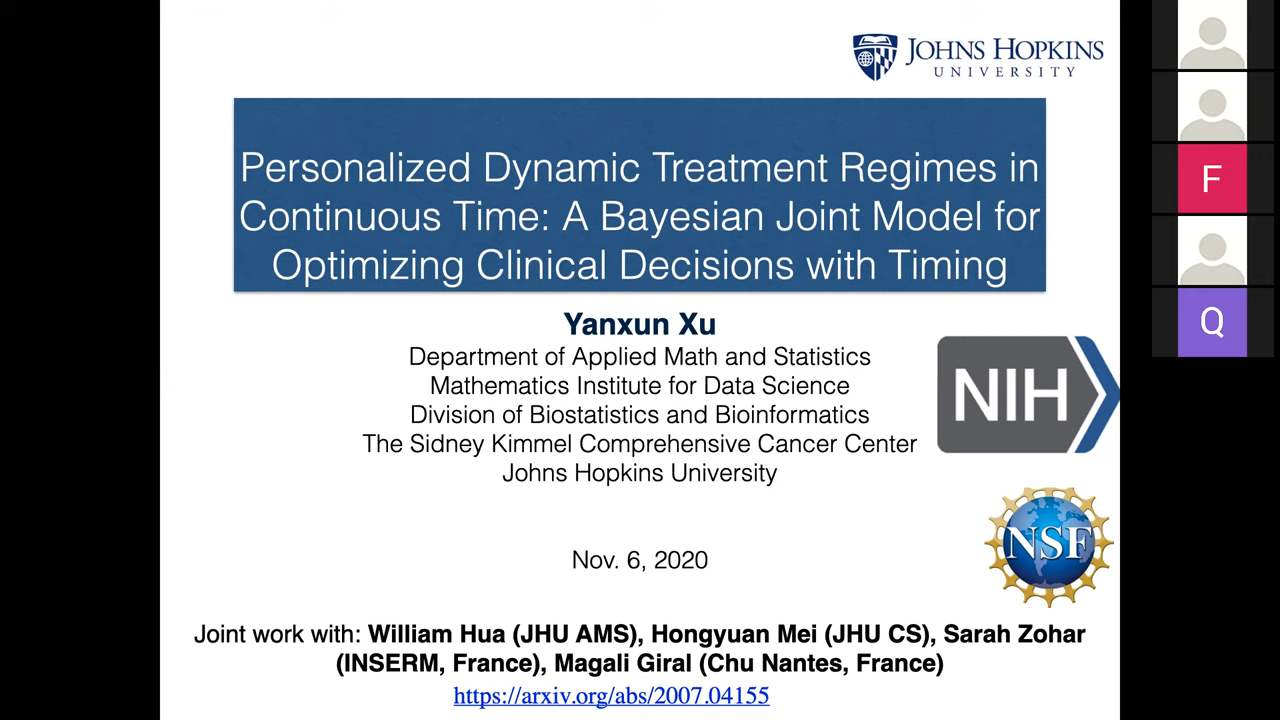 JOHNS HOPKINS
UNIVERSITY
Personalized Dynamic Treatment Regimes in
Continuous Time: A Bayesian Joint Model for
Optimizing Clinical Decisions with Timing
Yanxun Xu
Department of Applied Math and Statistics
Mathematics Institute for Data Science
Division of Biostatistics and Bioinformatics
The Sidney Kimmel Comprehensive Cancer Center
Johns Hopkins University
NIH
NSF
Nov. 6, 2020
Joint work with: William Hua (JHU AMS), Hongyuan Mei (JHU CS), Sarah Zohar
(INSERM, France), Magali Giral (Chu Nantes, France)
https://arxiv.org/abs/2007.04155
F
Q